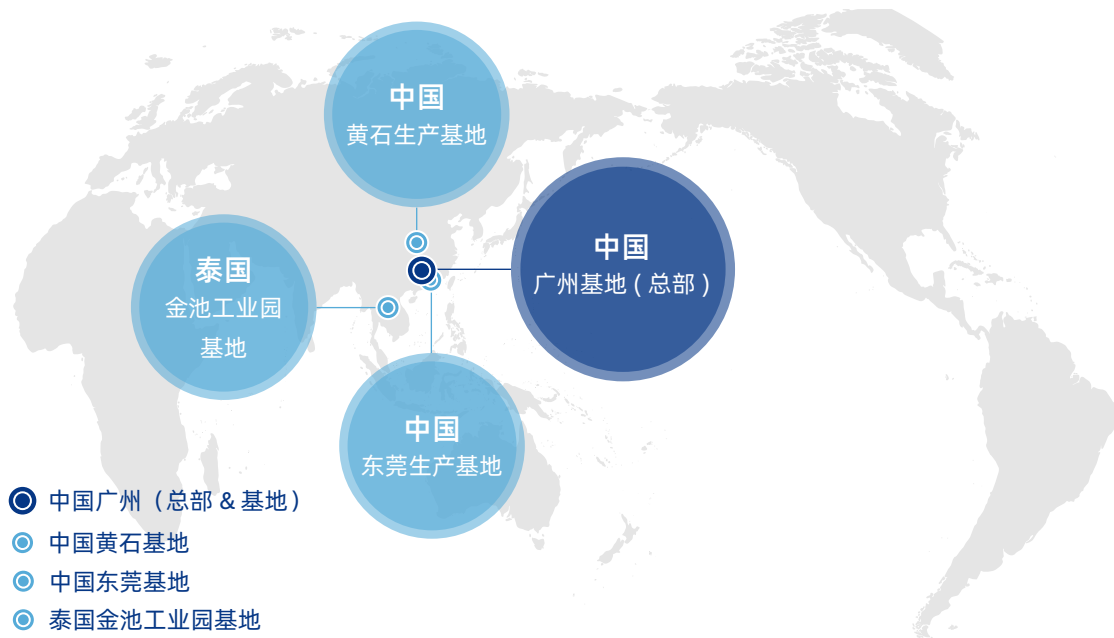 中国
黄石生产基地
中国
广州基地 ( 总部 )
泰国
金池工业园
基地
中国
东莞生产基地
中国广州（总部 & 基地）
中国黄石基地
中国东莞基地
泰国金池工业园基地